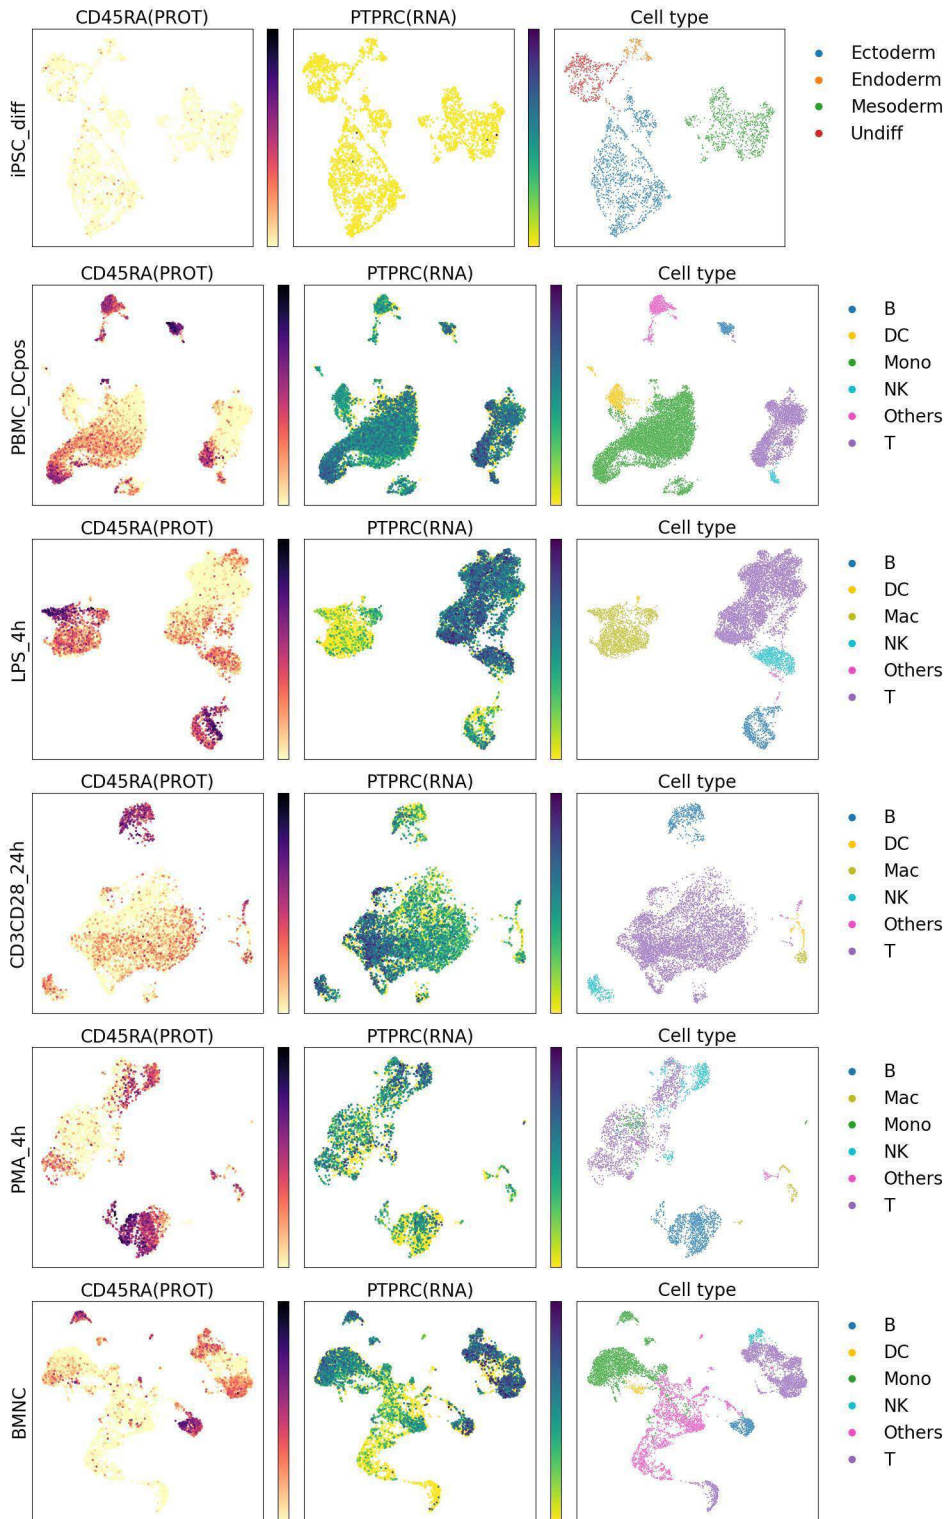 CD45RA(PROT) PTPRC(RNA) Cell type
iPSC_diff
Ectoderm
Endoderm
Mesoderm
Undiff
CD45RA(PROT) PTPRC(RNA) Cell type
PBMC_DCpos
B
DC
Mono
NK
Others
T
CD45RA(PROT) PTPRC(RNA) Cell type
LPS_4h
B
DC
Mac
NK
Others
T
CD45RA(PROT) PTPRC(RNA) Cell type
CD3CD28_24h
B
DC
Mac
NK
Others
T
CD45RA(PROT) PTPRC(RNA) Cell type
PMA_4h
B
Mac
Mono
NK
Others
T
CD45RA(PROT) PTPRC(RNA) Cell type
BMNC
B
DC
Mono
NK
Others
T